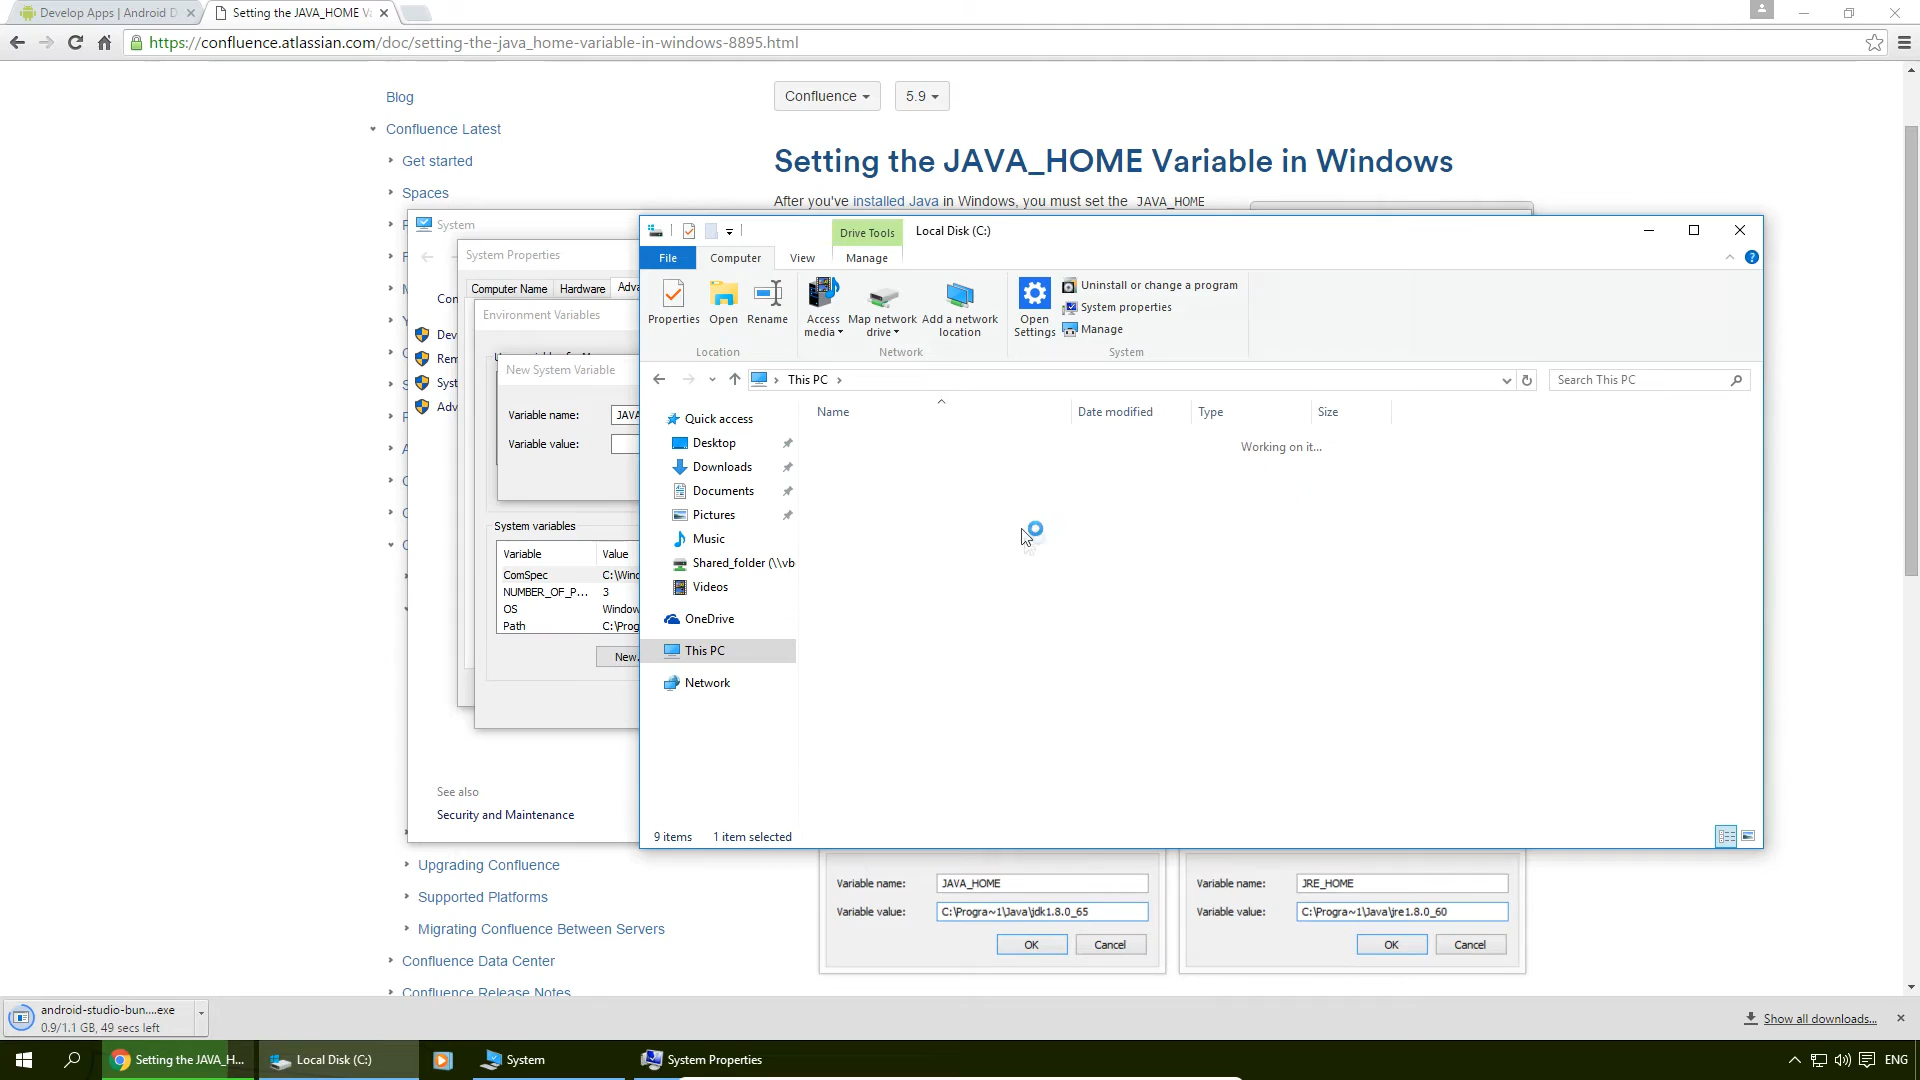 Develop Apps | Android D
Setting the JAVA_HOME V
https://confluence.atlassian.com/doc/setting-the-java_home-variable-in-windows-8895.html
Blog
Confluence Latest
Get started
Spaces
Confluence
5.9
Setting the JAVA_HOME Variable in Windows
After you've installed Java in Windows, you must set the JAVA_HOME
System
System Properties
Computer Name
Hardware
Adva
Environment Variables
New System Variable
Variable name:
JAVA
Variable value:
Con
Dev
Rem
Syst
Adv
System variables
Variable
Value
ComSpec
C:\Wind
NUMBER_OF_P...
3
OS
Window
Path
C:\Prog
New.
See also
Security and Maintenance
Drive Tools
Local Disk (C:)
File
Computer
View
Manage
Properties
Open
Rename
Access media
Map network drive
Add a network location
Open Settings
Uninstall or change a program
System properties
Manage
Location
Network
System
This PC
Search This PC
Name
Date modified
Type
Size
Working on it...
Quick access
Desktop
Downloads
Documents
Pictures
Music
Shared_folder (\\vb
Videos
OneDrive
This PC
Network
9 items
1 item selected
Upgrading Confluence
Supported Platforms
Migrating Confluence Between Servers
Confluence Data Center
Confluence Release Notes
Variable name:
JAVA_HOME
Variable value:
C:\Progra~1\Java\jdk1.8.0_65
OK
Cancel
Variable name:
JRE_HOME
Variable value:
C:\Progra~1\Java\jre1.8.0_60
OK
Cancel
android-studio-bun....exe
0.9/1.1 GB, 49 secs left
Show all downloads...
Setting the JAVA_H...
Local Disk (C:)
System
System Properties
ENG